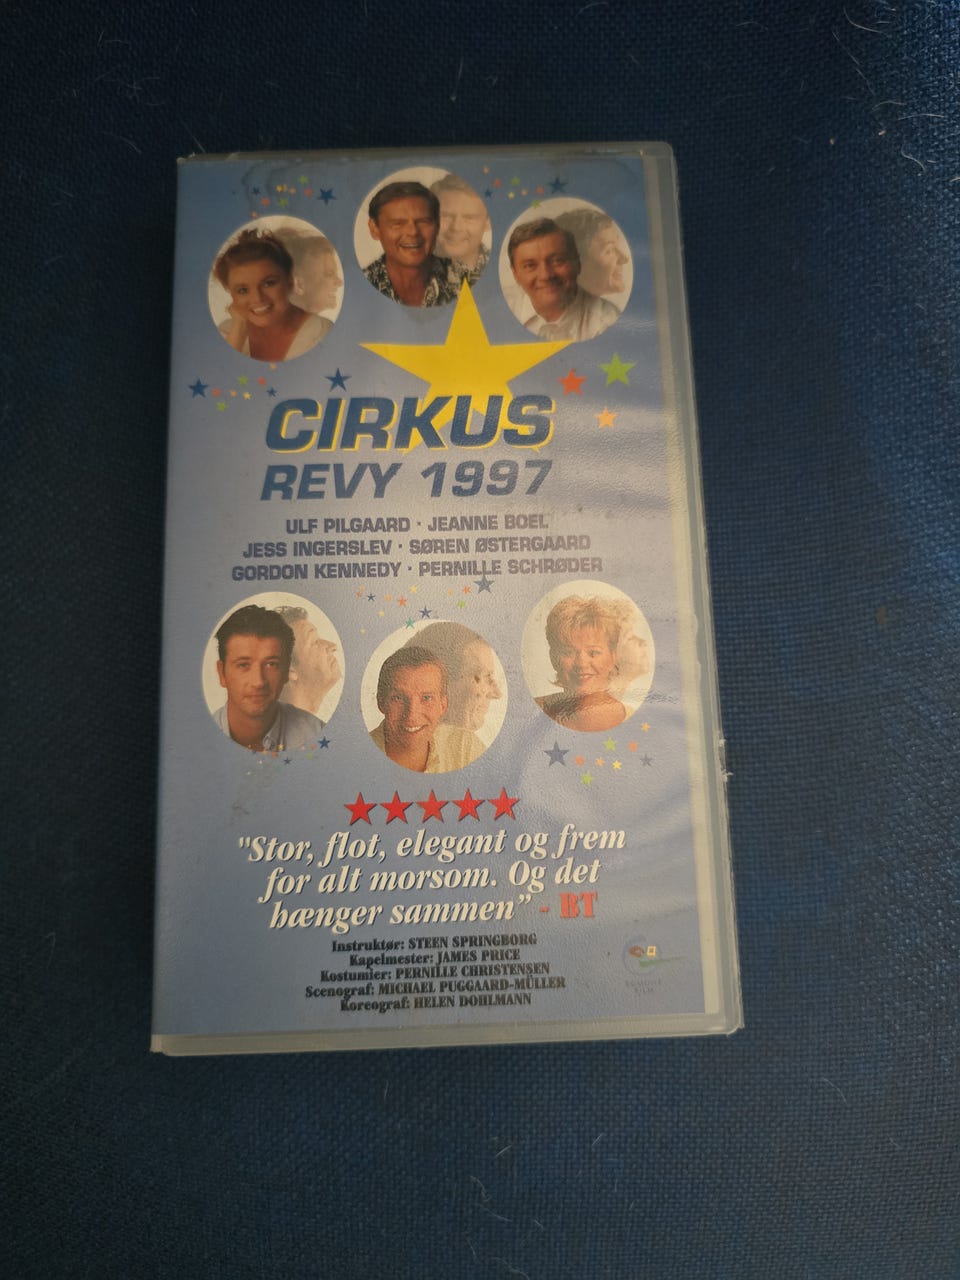 CIRKUS
REVY 1997
ULF PILGAARD · JEANNE BOEL
JESS INGERSLEV · SØREN ØSTERGAARD
GORDON KENNEDY · PERNILLE SCHRØDER
"Stor, flot, elegant og frem
for alt morsom. Og det
hænger sammen" - BT
Instruktør: STEEN SPRINGBORG
Kapelmester: JAMES PRICE
Kostumier: PERNILLE CHRISTENSEN
Scenograf: MICHAEL PUGGAARD-MÜLLER
Koreograf: HELEN DOHLMANN
EGMONT
FILM